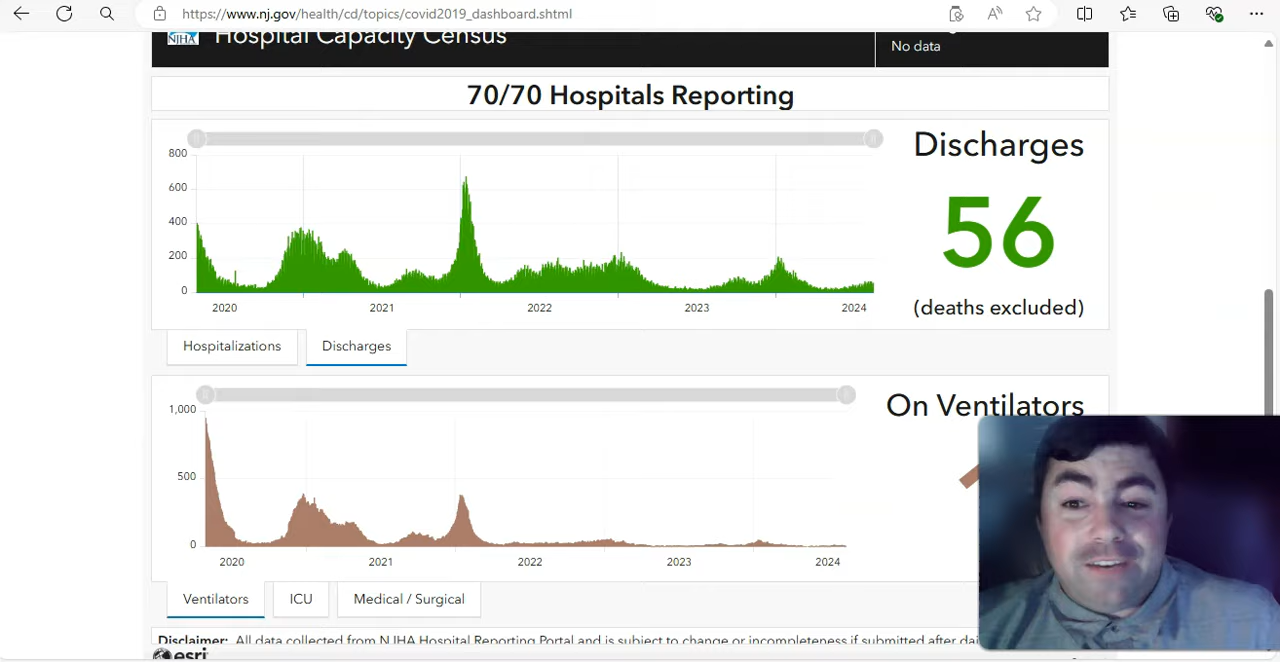 https://www.nj.gov/health/cd/topics/covid2019_dashboard.shtml
NJHA
Hospital Capacity Census
No data
70/70 Hospitals Reporting
800
600
400
200
0
2020
2021
2022
2023
2024
Discharges
56
(deaths excluded)
Hospitalizations
Discharges
1,000
500
0
2020
2021
2022
2023
2024
On Ventilators
Ventilators
ICU
Medical / Surgical
Disclaimer: All data collected from NJHA Hospital Reporting Portal and is subject to change or incompleteness if submitted after
esri